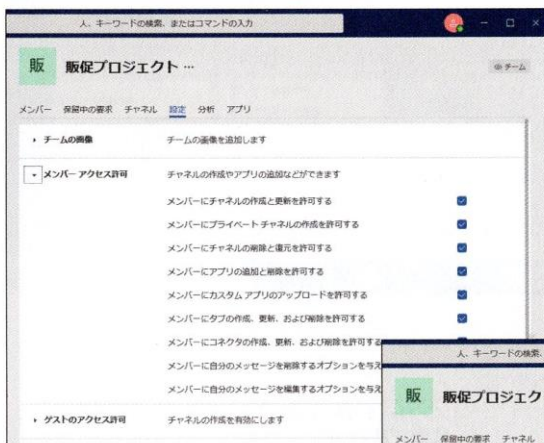 人、キーワードの検索、またはコマンドの入力
販 販促プロジェクト …
チーム
メンバー 保留中の要求 チャネル 設定 分析 アプリ
チームの画像 チームの画像を追加します
メンバー アクセス許可 チャネルの作成やアプリの追加などができます
メンバーにチャネルの作成と更新を許可する
メンバーにプライベート チャネルの作成を許可する
メンバーにチャネルの削除と復元を許可する
メンバーにアプリの追加と削除を許可する
メンバーにカスタム アプリのアップロードを許可する
メンバーにタブの作成、更新、および削除を許可する
メンバーにコネクタの作成、更新、および削除を許可する
メンバーに自分のメッセージを削除するオプションを与え
メンバーに自分のメッセージを編集するオプションを与え
ゲストのアクセス許可 チャネルの作成を有効にします
人、キーワードの検索、
販 販促プロジェク
メンバー 保留中の要求 チャネル